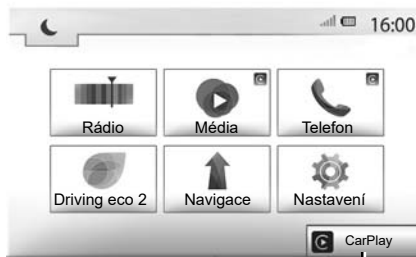 16:00
Rádio
Média
Telefon
Driving eco 2
Navigace
Nastavení
CarPlay